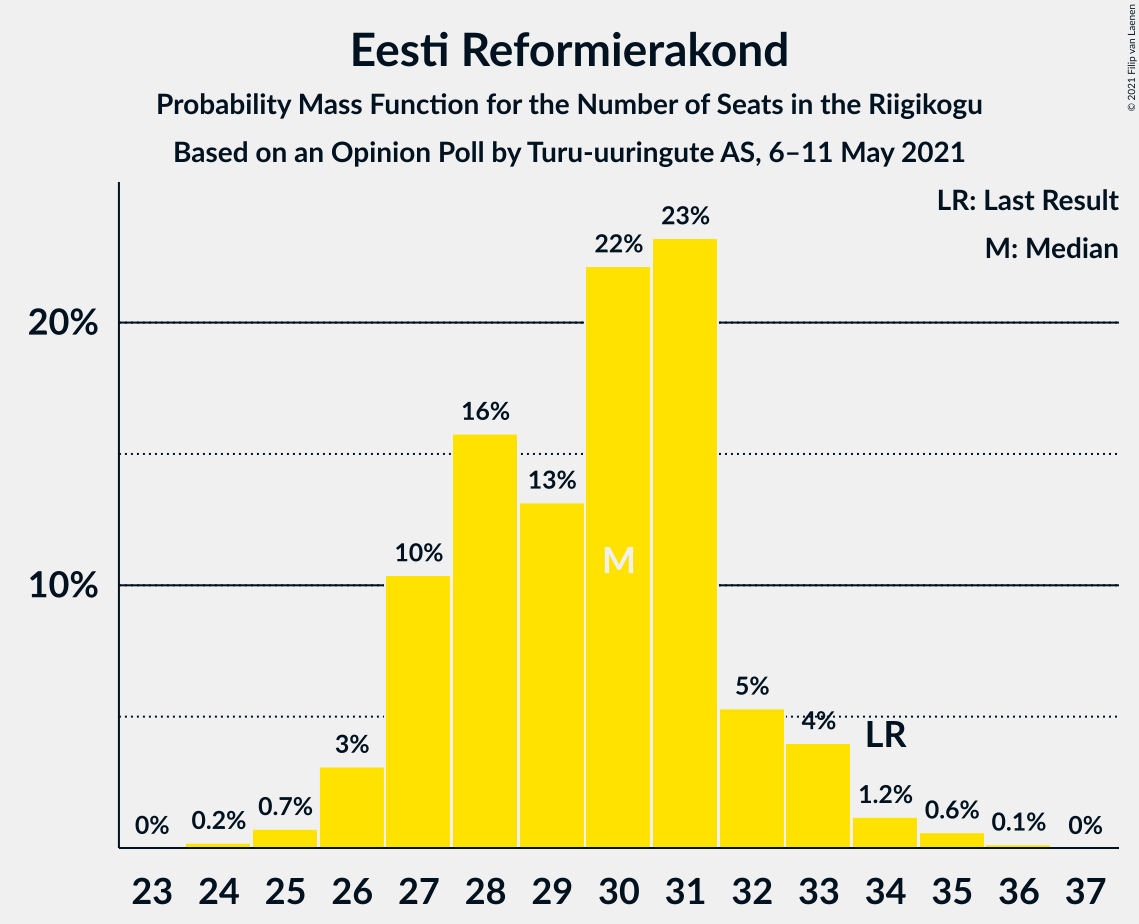 Eesti Reformierakond
Probability Mass Function for the Number of Seats in the Riigikogu
Based on an Opinion Poll by Turu-uuringute AS, 6–11 May 2021
© 2021 Filip van Laenen
LR: Last Result
M: Median
20%
10%
0%
0.2%
0.7%
3%
10%
16%
13%
22%
23%
5%
4%
1.2%
0.6%
0.1%
0%
M
LR
23 24 25 26 27 28 29 30 31 32 33 34 35 36 37